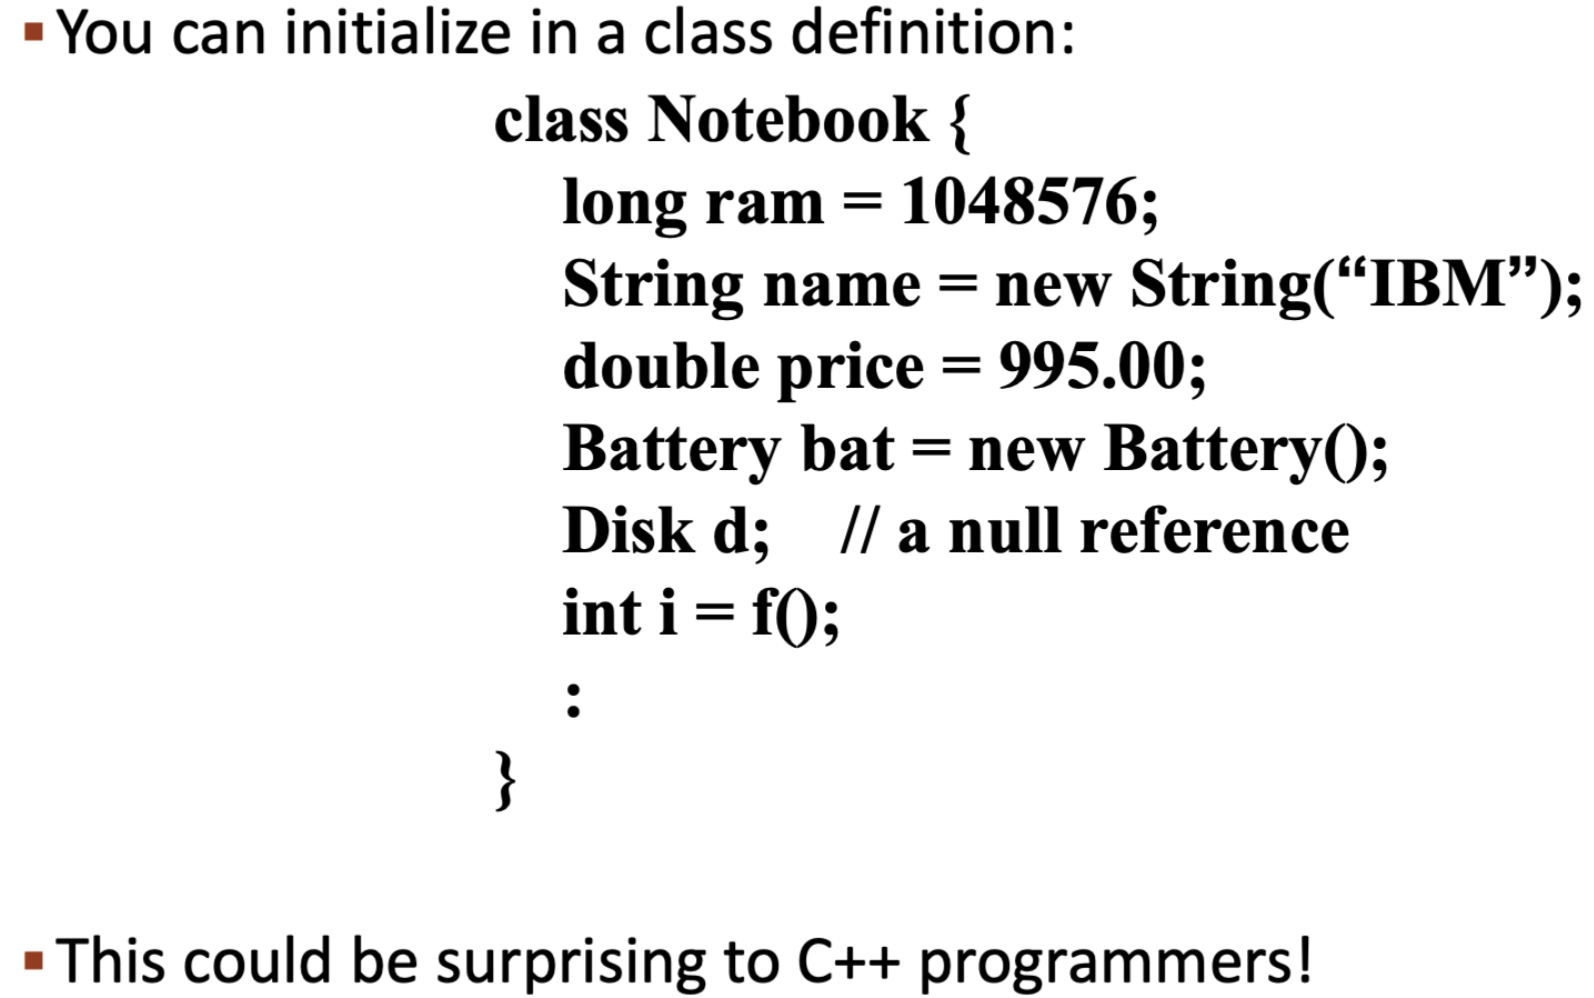 ▪ You can initialize in a class definition:
class Notebook {
long ram = 1048576;
String name = new String(“IBM”);
double price = 995.00;
Battery bat = new Battery();
Disk d; // a null reference
int i = f();
:
}
▪ This could be surprising to C++ programmers!